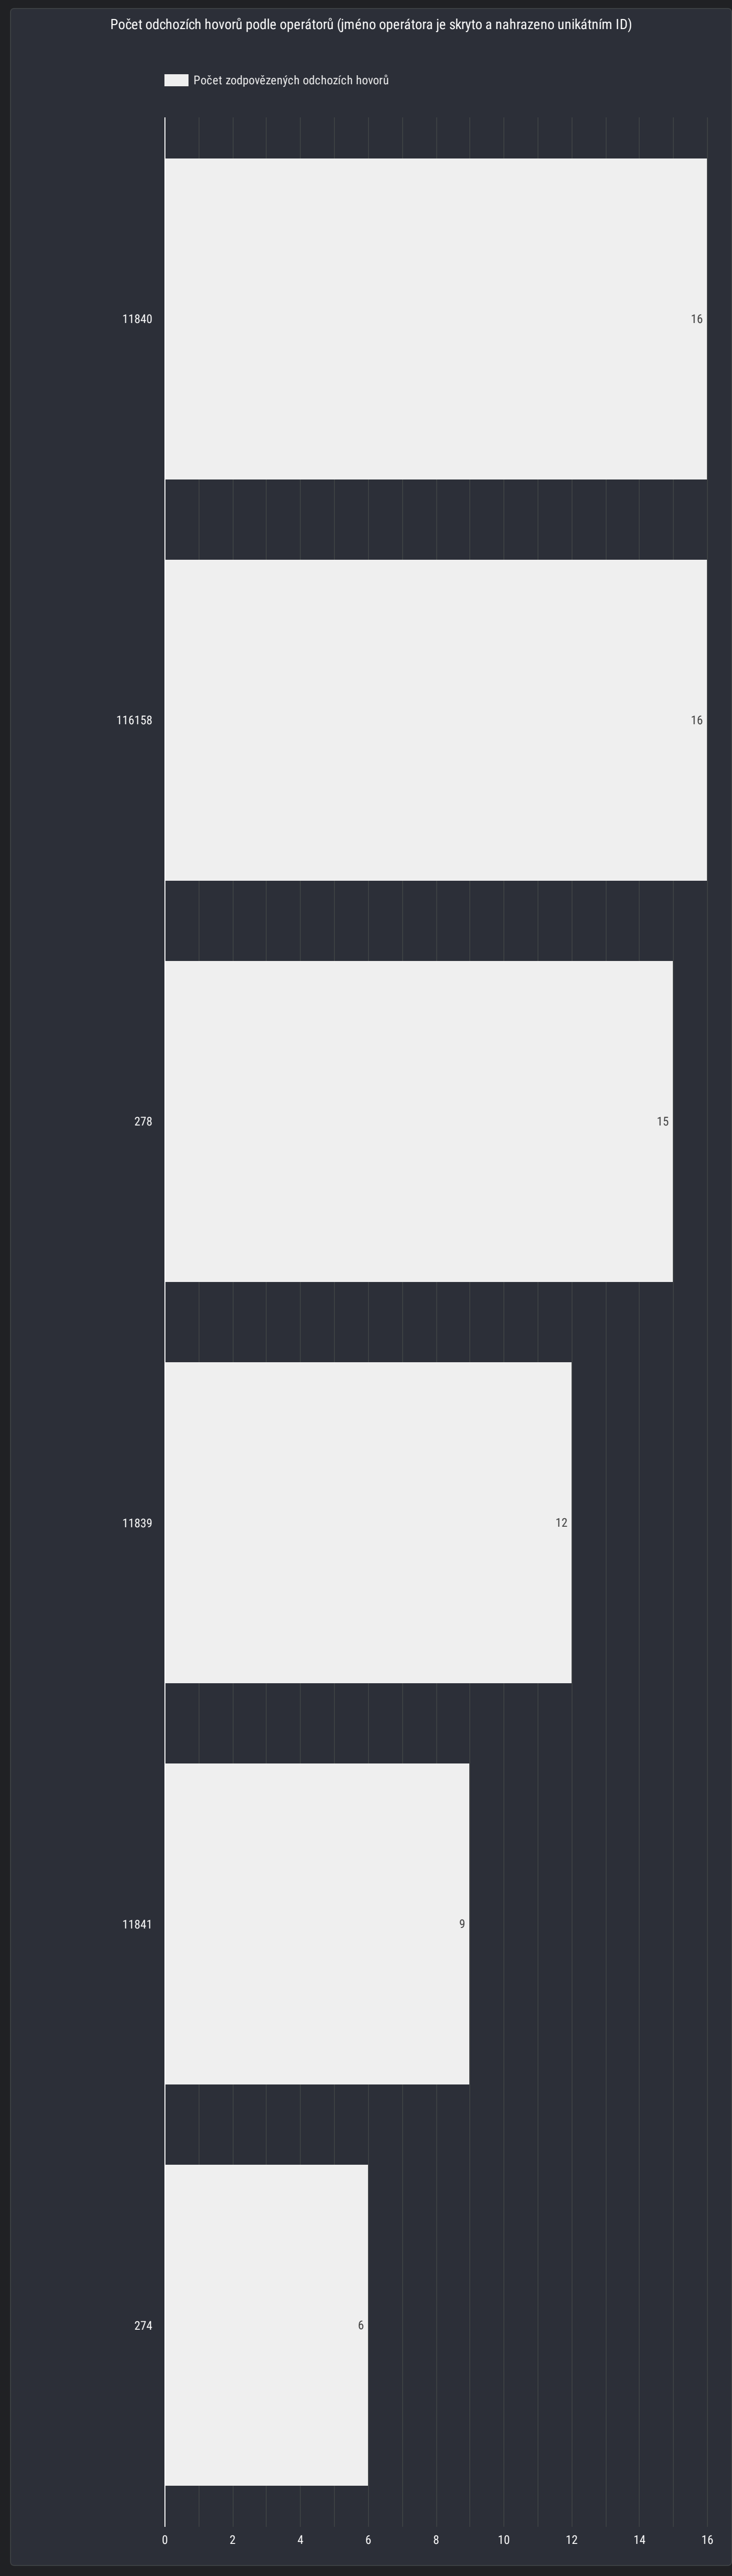 Počet odchozích hovorů podle operátorů (jméno operátora je skryto a nahrazeno unikátním ID)
Počet zodpovězených odchozích hovorů
11840 16
116158 16
278 15
11839 12
11841 9
274 6
0 2 4 6 8 10 12 14 16